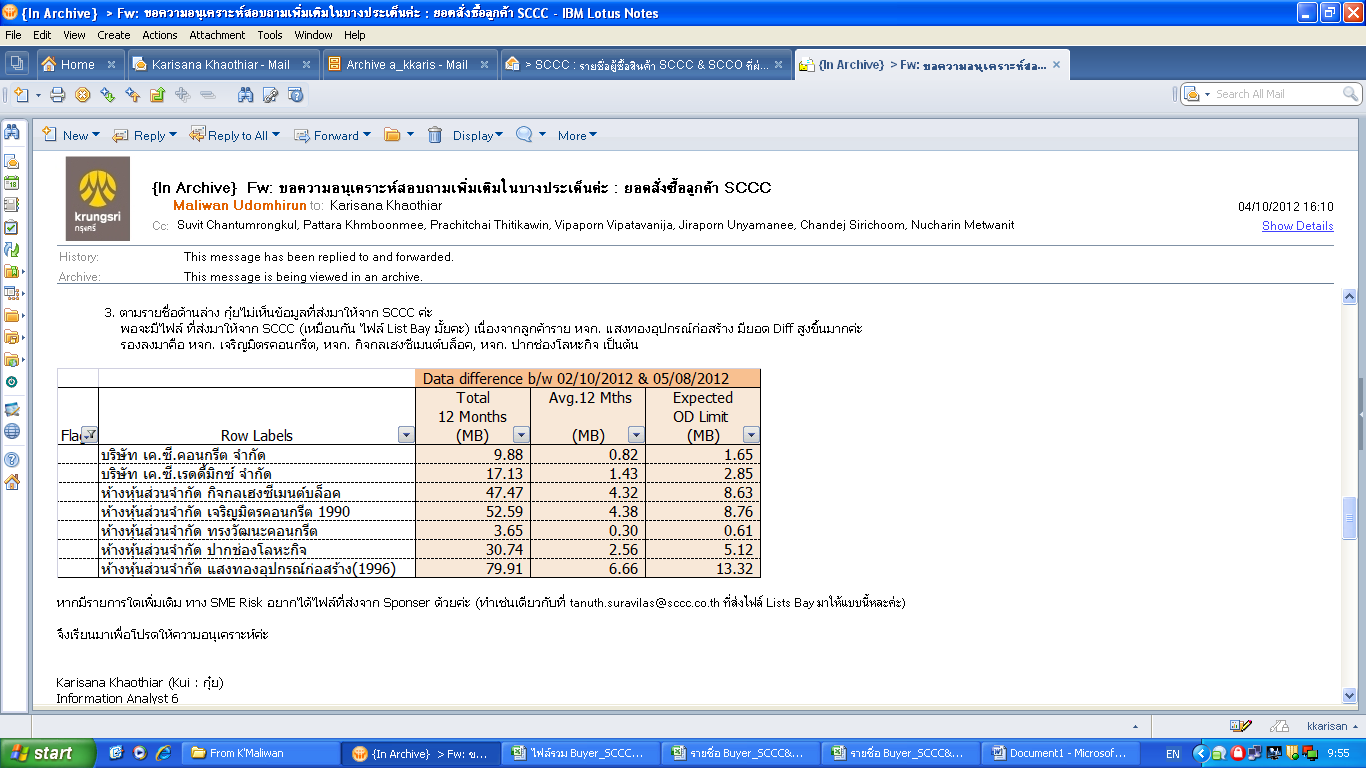 {In Archive} > Fw: ขอความอนุเคราะห์สอบถามเพิ่มเติมในบางประเด็นค่ะ : ยอดสั่งซื้อลูกค้า SCCC - IBM Lotus Notes
File Edit View Create Actions Attachment Tools Window Help
Home
Karisana Khaothiar - Mail
Archive a_kkaris - Mail
> SCCC : รายชื่อผู้ซื้อสินค้า SCCC & SCCO ที่ผ่...
{In Archive} > Fw: ขอความอนุเคราะห์สอ...
Search All Mail
New Reply Reply to All Forward Display More
krungsri
กรุงศรี
{In Archive} Fw: ขอความอนุเคราะห์สอบถามเพิ่มเติมในบางประเด็นค่ะ : ยอดสั่งซื้อลูกค้า SCCC
Maliwan Udomhirun to: Karisana Khaothiar
04/10/2012 16:10
Cc: Suvit Chantumrongkul, Pattara Khmboonmee, Prachitchai Thitikawin, Vipaporn Vipatavanija, Jiraporn Unyamanee, Chandej Sirichoom, Nucharin Metwanit
Show Details
History: This message has been replied to and forwarded.
Archive: This message is being viewed in an archive.
3. ตามรายชื่อด้านล่าง กุ๋ยไม่เห็นข้อมูลที่ส่งมาให้จาก SCCC ค่ะ
พอจะมีไฟล์ ที่ส่งมาให้จาก SCCC (เหมือนกัน ไฟล์ List Bay มั้ยคะ) เนื่องจากลูกค้าราย หจก. แสงทองอุปกรณ์ก่อสร้าง มียอด Diff สูงขึ้นมากค่ะ
รองลงมาคือ หจก. เจริญมิตรคอนกรีต, หจก. กิจกลเฮงซีเมนต์บล็อค, หจก. ปากช่องโลหะกิจ เป็นต้น
Data difference b/w 02/10/2012 & 05/08/2012
Flag Row Labels Total 12 Months (MB) Avg.12 Mths (MB) Expected OD Limit (MB)
บริษัท เค.ซี.คอนกรีต จำกัด 9.88 0.82 1.65
บริษัท เค.ซี.เรดดี้มิกซ์ จำกัด 17.13 1.43 2.85
ห้างหุ้นส่วนจำกัด กิจกลเฮงซีเมนต์บล็อค 47.47 4.32 8.63
ห้างหุ้นส่วนจำกัด เจริญมิตรคอนกรีต 1990 52.59 4.38 8.76
ห้างหุ้นส่วนจำกัด ทรงวัฒนะคอนกรีต 3.65 0.30 0.61
ห้างหุ้นส่วนจำกัด ปากช่องโลหะกิจ 30.74 2.56 5.12
ห้างหุ้นส่วนจำกัด แสงทองอุปกรณ์ก่อสร้าง(1996) 79.91 6.66 13.32
หากมีรายการใดเพิ่มเติม ทาง SME Risk อยากได้ไฟล์ที่ส่งจาก Sponser ด้วยค่ะ (ทำเช่นเดียวกับที่ tanuth.suravilas@sccc.co.th ที่ส่งไฟล์ Lists Bay มาให้แบบนี้หละค่ะ)
จึงเรียนมาเพื่อโปรดให้ความอนุเคราะห์ค่ะ
Karisana Khaothiar (Kui : กุ๋ย)
Information Analyst 6
kkarisan
start
From K'Maliwan
{In Archive} > Fw: ข...
ไฟล์รวม Buyer_SCCC...
รายชื่อ Buyer_SCCC&...
รายชื่อ Buyer_SCCC&...
Document1 - Microsof...
EN
9:55